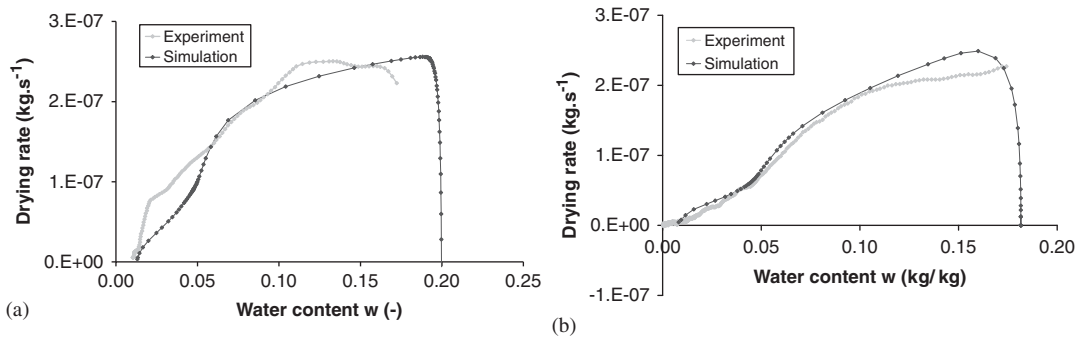 3.E-07
Experiment
Simulation
2.E-07
1.E-07
0.E+00
Drying rate (kg.s⁻¹)
0.00 0.05 0.10 0.15 0.20 0.25
Water content w (-)
(a)
3.E-07
Experiment
Simulation
2.E-07
1.E-07
0.E+00
-1.E-07
Drying rate (kg.s⁻¹)
0.00 0.05 0.10 0.15 0.20
Water content w (kg/kg)
(b)